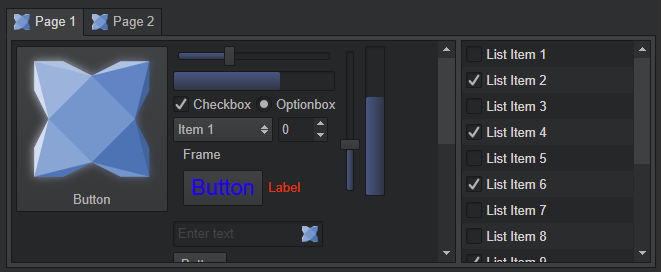 Page 1
Page 2
Button
Checkbox
Optionbox
Item 1
0
Frame
Button
Label
Enter text
List Item 1
List Item 2
List Item 3
List Item 4
List Item 5
List Item 6
List Item 7
List Item 8
List Item 9